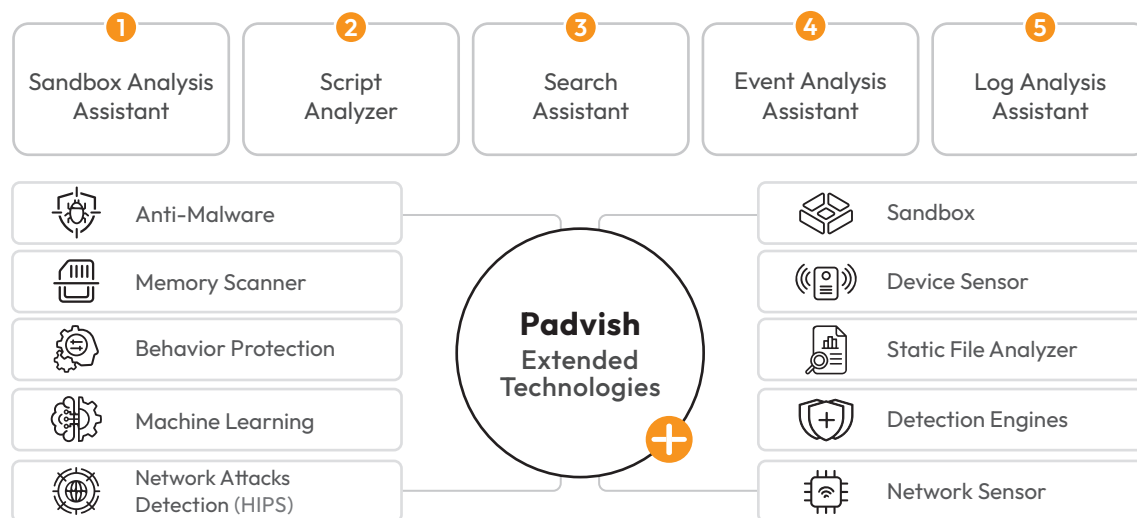 1
2
3
4
5
Sandbox Analysis
Assistant
Script
Analyzer
Search
Assistant
Event Analysis
Assistant
Log Analysis
Assistant
Anti-Malware
Memory Scanner
Behavior Protection
Machine Learning
Network Attacks
Detection (HIPS)
Padvish
Extended
Technologies
Sandbox
Device Sensor
Static File Analyzer
Detection Engines
Network Sensor